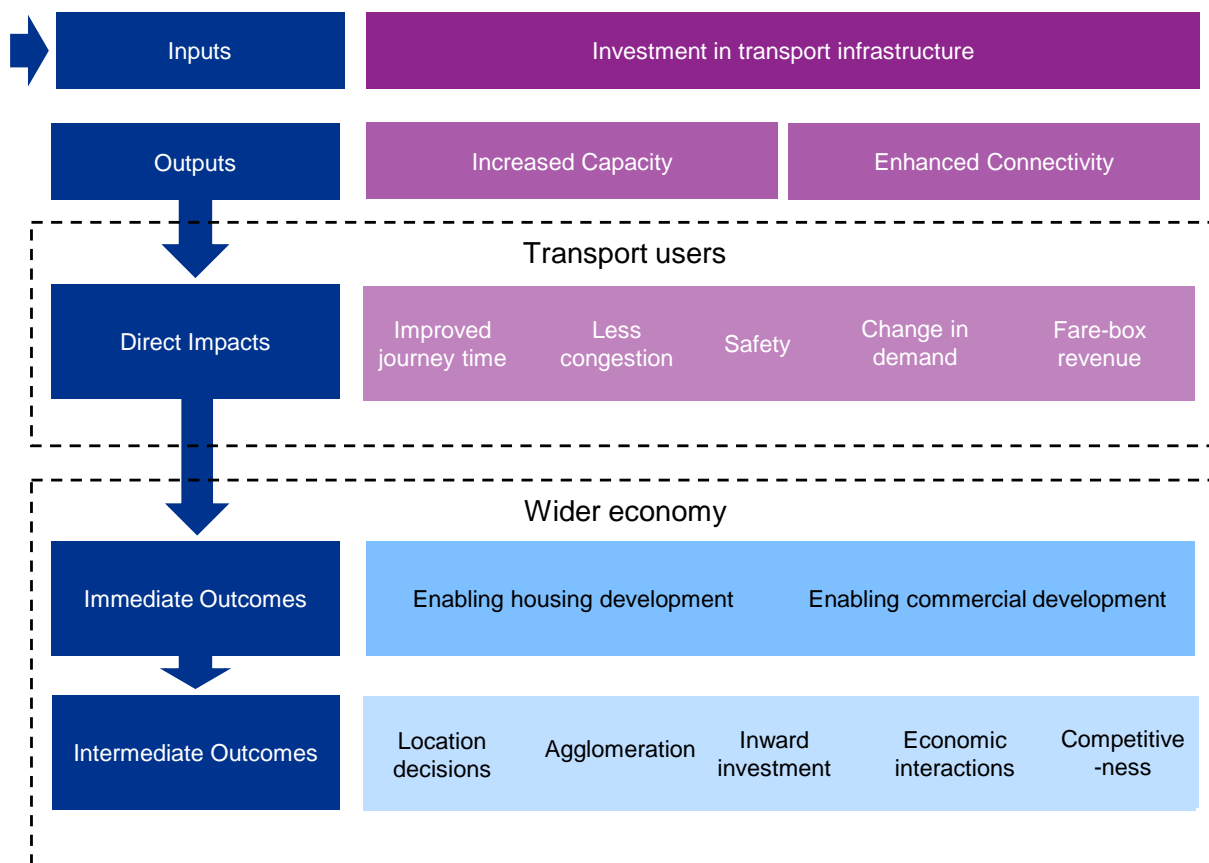 Inputs
Investment in transport infrastructure
Outputs
Increased Capacity
Enhanced Connectivity
Transport users
Direct Impacts
Improved
journey time
Less
congestion
Safety
Change in
demand
Fare-box
revenue
Wider economy
Immediate Outcomes
Enabling housing development
Enabling commercial development
Intermediate Outcomes
Location
decisions
Agglomeration
Inward
investment
Economic
interactions
Competitive
-ness